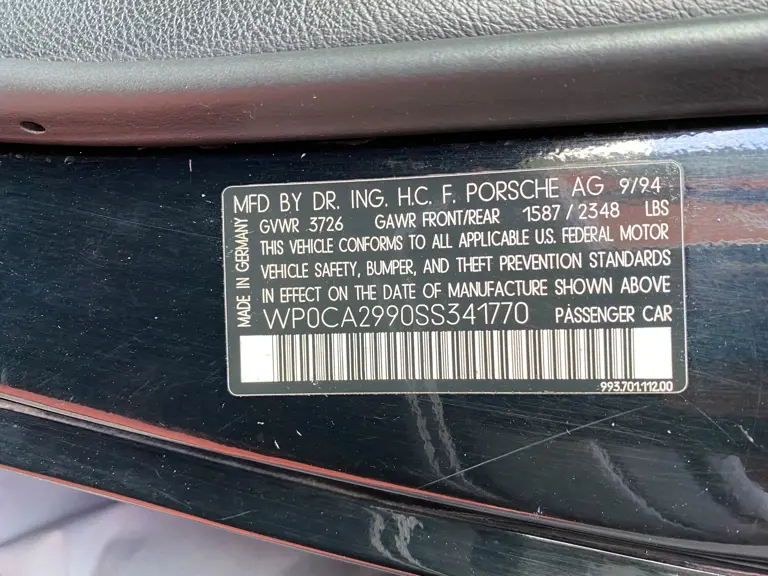 MFD BY DR. ING. H.C. F. PORSCHE AG 9/94
GVWR 3726 GAWR FRONT/REAR 1587/2348 LBS
THIS VEHICLE CONFORMS TO ALL APPLICABLE U.S. FEDERAL MOTOR
VEHICLE SAFETY, BUMPER, AND THEFT PREVENTION STANDARDS
IN EFFECT ON THE DATE OF MANUFACTURE SHOWN ABOVE
WP0CA2990SS341770 PASSENGER CAR
993.701.112.00
MADE IN GERMANY